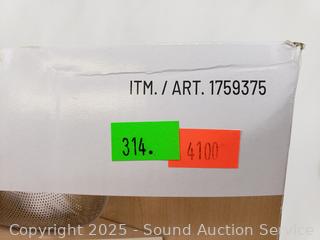 ITM. / ART. 1759375
314.
4100
Copyright 2025 - Sound Auction Service